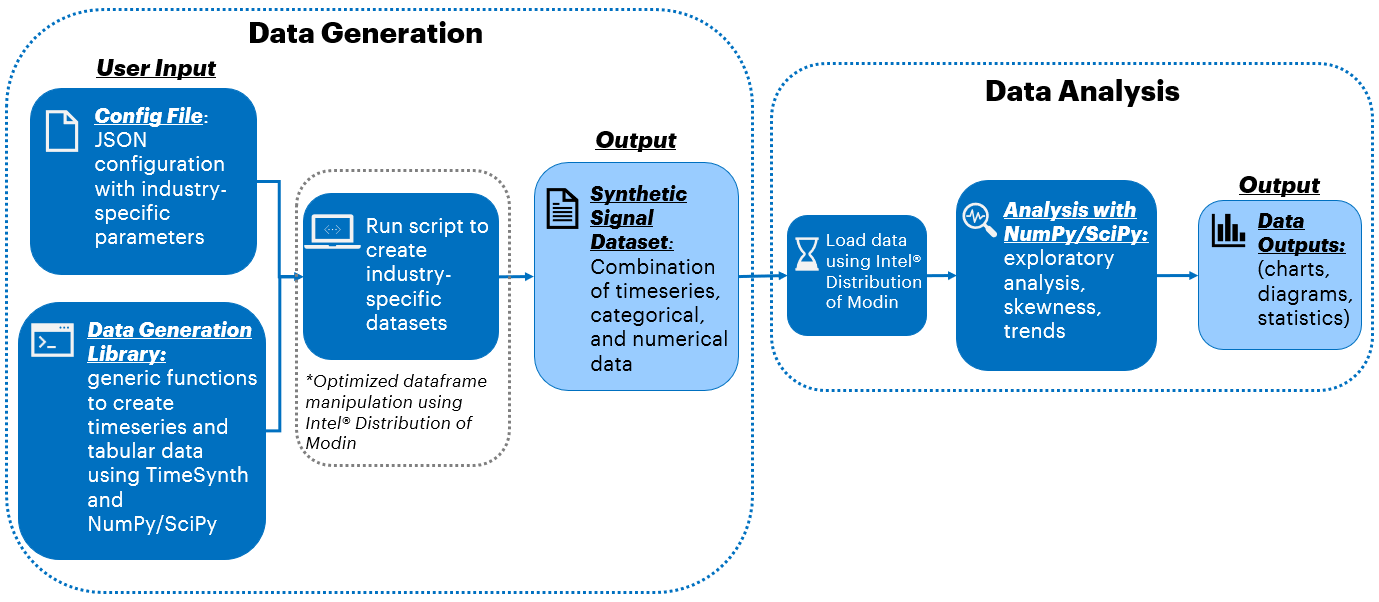 Data Generation
User Input
Config File:
JSON
configuration
with industry-
specific
parameters
Data Generation
Library:
generic functions
to create
timeseries and
tabular data
using TimeSynth
and
NumPy/SciPy
Run script to
create
industry-
specific
datasets
*Optimized dataframe
manipulation using
Intel® Distribution of
Modin
Output
Synthetic
Signal
Dataset:
Combination
of timeseries,
categorical,
and numerical
data
Data Analysis
Load data
using Intel®
Distribution
of Modin
Analysis with
NumPy/SciPy:
exploratory
analysis,
skewness,
trends
Output
Data
Outputs:
(charts,
diagrams,
statistics)